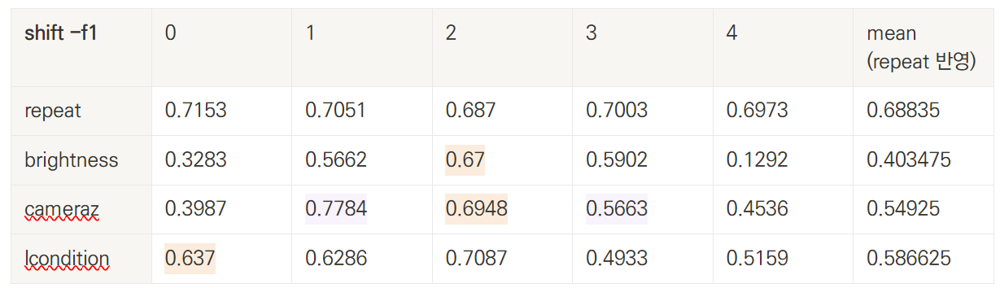 shift –f1 0 1 2 3 4 mean
(repeat 반영)
repeat 0.7153 0.7051 0.687 0.7003 0.6973 0.68835
brightness 0.3283 0.5662 0.67 0.5902 0.1292 0.403475
cameraz 0.3987 0.7784 0.6948 0.5663 0.4536 0.54925
lcondition 0.637 0.6286 0.7087 0.4933 0.5159 0.586625